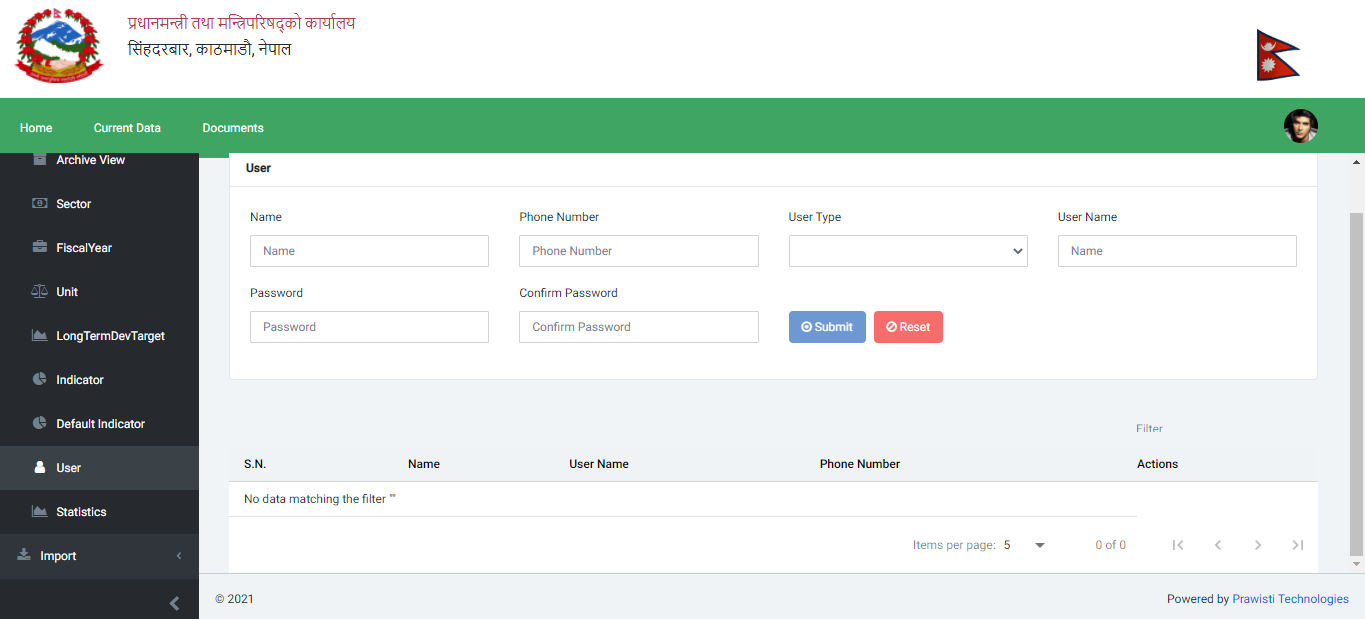 प्रधानमन्त्री तथा मन्त्रिपरिषद्को कार्यालय
सिंहदरबार, काठमाडौ, नेपाल
Home Current Data Documents
Archive View
Sector
FiscalYear
Unit
LongTermDevTarget
Indicator
Default Indicator
User
Statistics
Import
User
Name Phone Number User Type User Name
Name Phone Number Name
Password Confirm Password
Password Confirm Password Submit Reset
Filter
S.N. Name User Name Phone Number Actions
No data matching the filter ""
Items per page: 5 0 of 0
© 2021 Powered by Prawisti Technologies